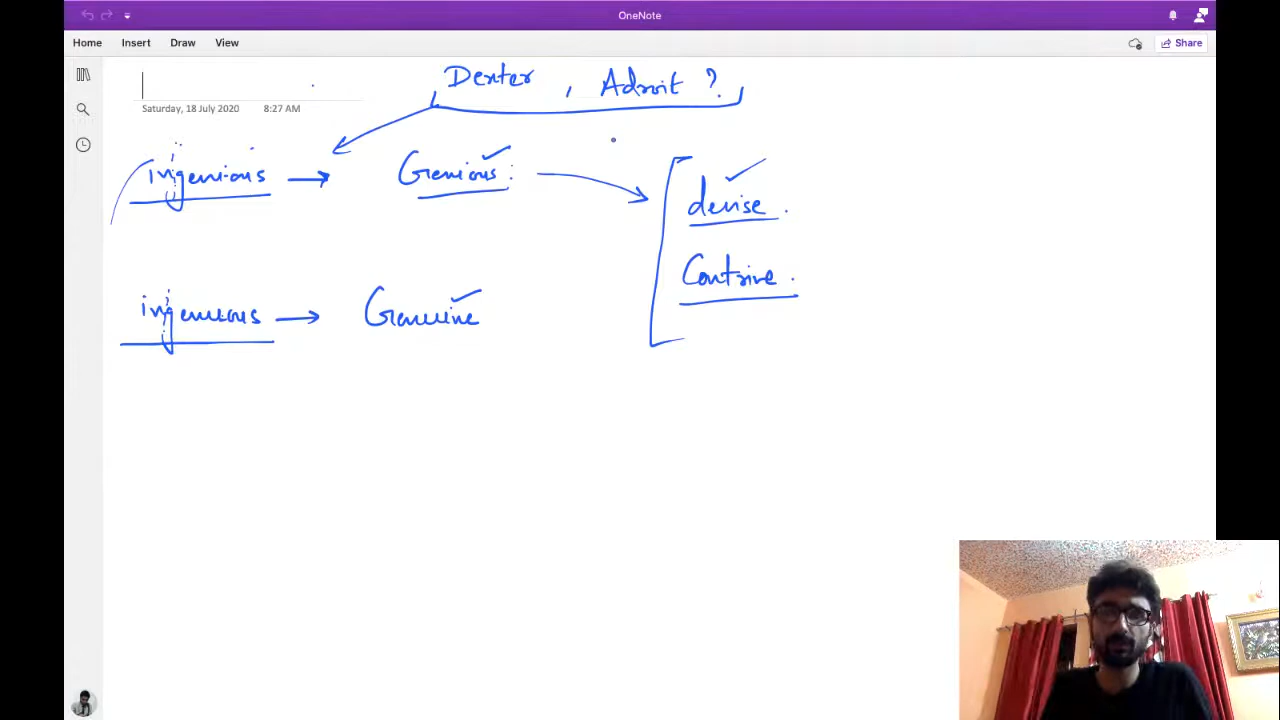 OneNote
Home Insert Draw View Share
Dexter , Adroit ?
Saturday, 18 July 2020 8:27 AM
ingenious → Genious :
devise .
Contrive .
ingenuous → Genuine